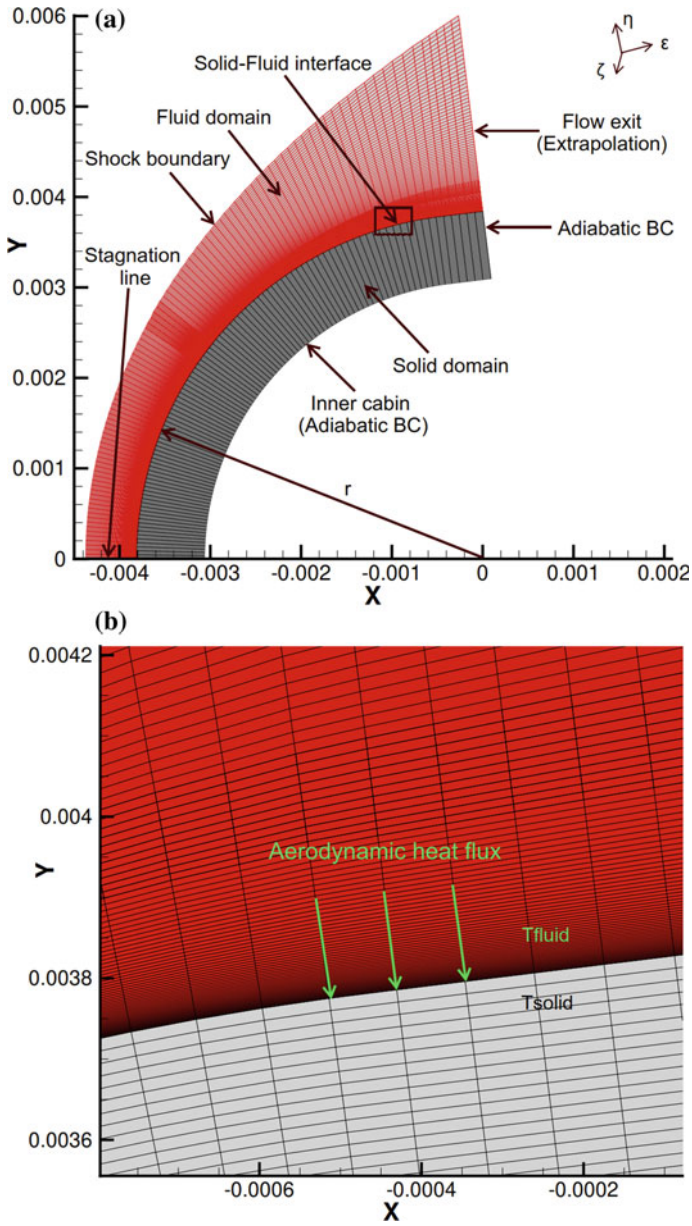 (a)
0.006
0.005
0.004
0.003
0.002
0.001
0
Y
Solid-Fluid interface
Fluid domain
Shock boundary
Stagnation line
η
ε
ζ
Flow exit
(Extrapolation)
Adiabatic BC
Solid domain
Inner cabin
(Adiabatic BC)
r
-0.004 -0.003 -0.002 -0.001 0 0.001 0.002
X
(b)
0.0042
0.004
0.0038
0.0036
Y
Aerodynamic heat flux
Tfluid
Tsolid
-0.0006 -0.0004 -0.0002
X